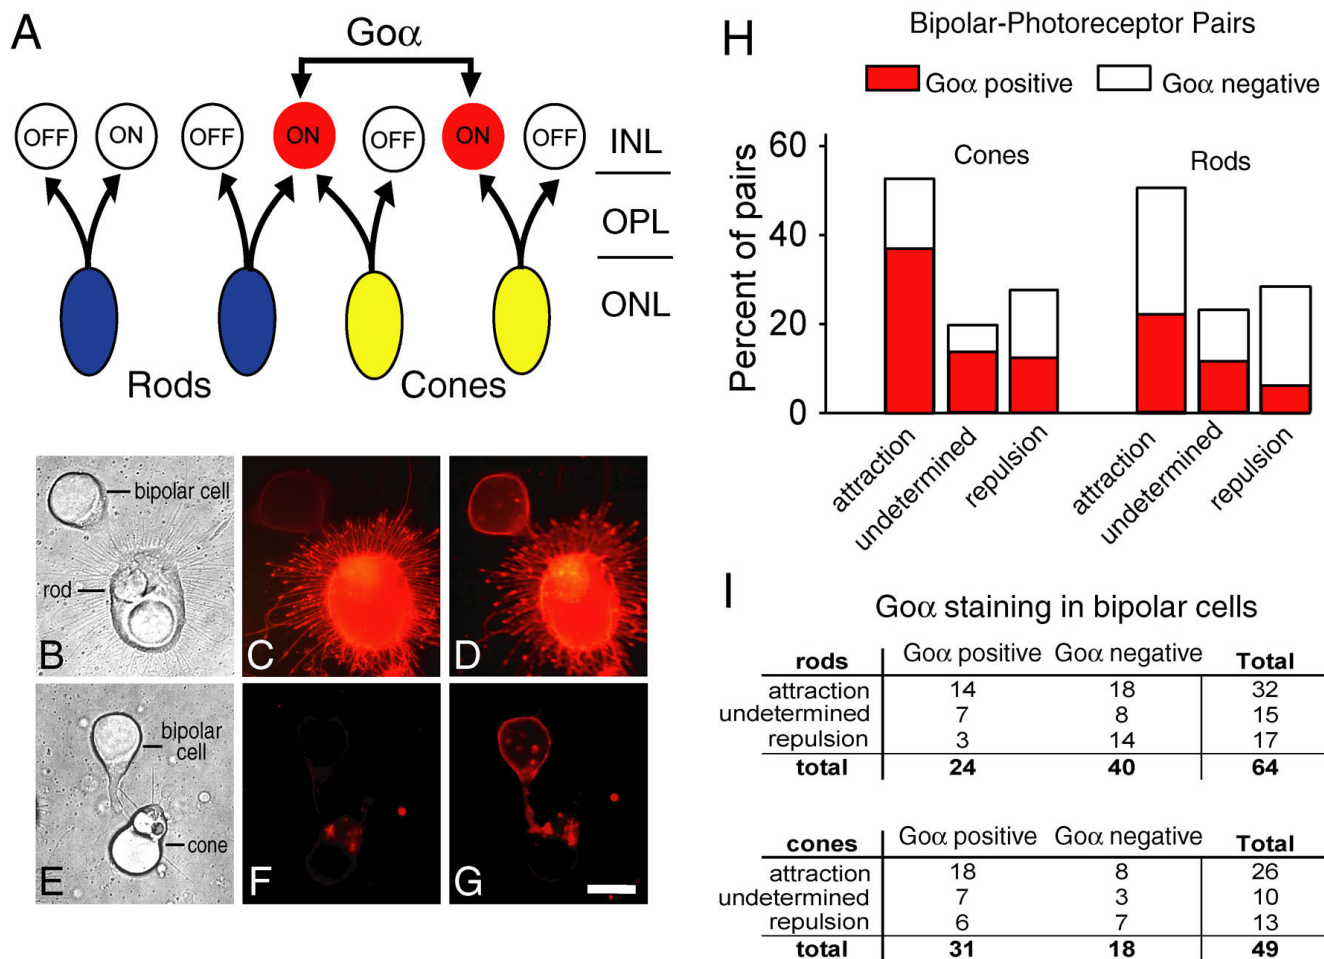 A
Goα
OFF ON OFF ON OFF ON OFF
INL
OPL
ONL
Rods Cones
B
bipolar cell
rod
C
D
E
bipolar
cell
cone
F
G
H
Bipolar-Photoreceptor Pairs
Goα positive Goα negative
Percent of pairs
60
40
20
0
Cones Rods
attraction undetermined repulsion attraction undetermined repulsion
I
Goα staining in bipolar cells
rods Goα positive Goα negative Total
attraction 14 18 32
undetermined 7 8 15
repulsion 3 14 17
total 24 40 64
cones Goα positive Goα negative Total
attraction 18 8 26
undetermined 7 3 10
repulsion 6 7 13
total 31 18 49